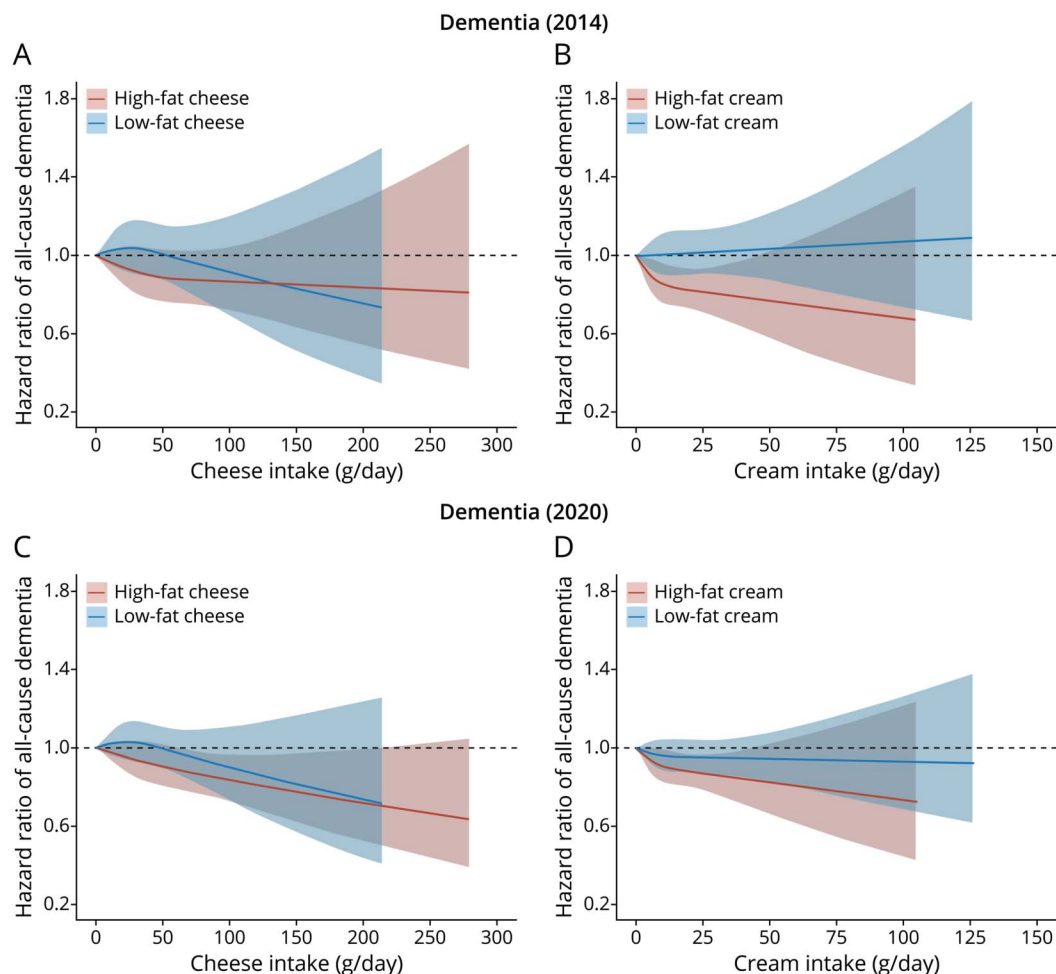 Dementia (2014)
A
High-fat cheese
Low-fat cheese
Hazard ratio of all-cause dementia
1.8
1.4
1.0
0.6
0.2
0 50 100 150 200 250 300
Cheese intake (g/day)
B
High-fat cream
Low-fat cream
Hazard ratio of all-cause dementia
1.8
1.4
1.0
0.6
0.2
0 25 50 75 100 125 150
Cream intake (g/day)
Dementia (2020)
C
High-fat cheese
Low-fat cheese
Hazard ratio of all-cause dementia
1.8
1.4
1.0
0.6
0.2
0 50 100 150 200 250 300
Cheese intake (g/day)
D
High-fat cream
Low-fat cream
Hazard ratio of all-cause dementia
1.8
1.4
1.0
0.6
0.2
0 25 50 75 100 125 150
Cream intake (g/day)